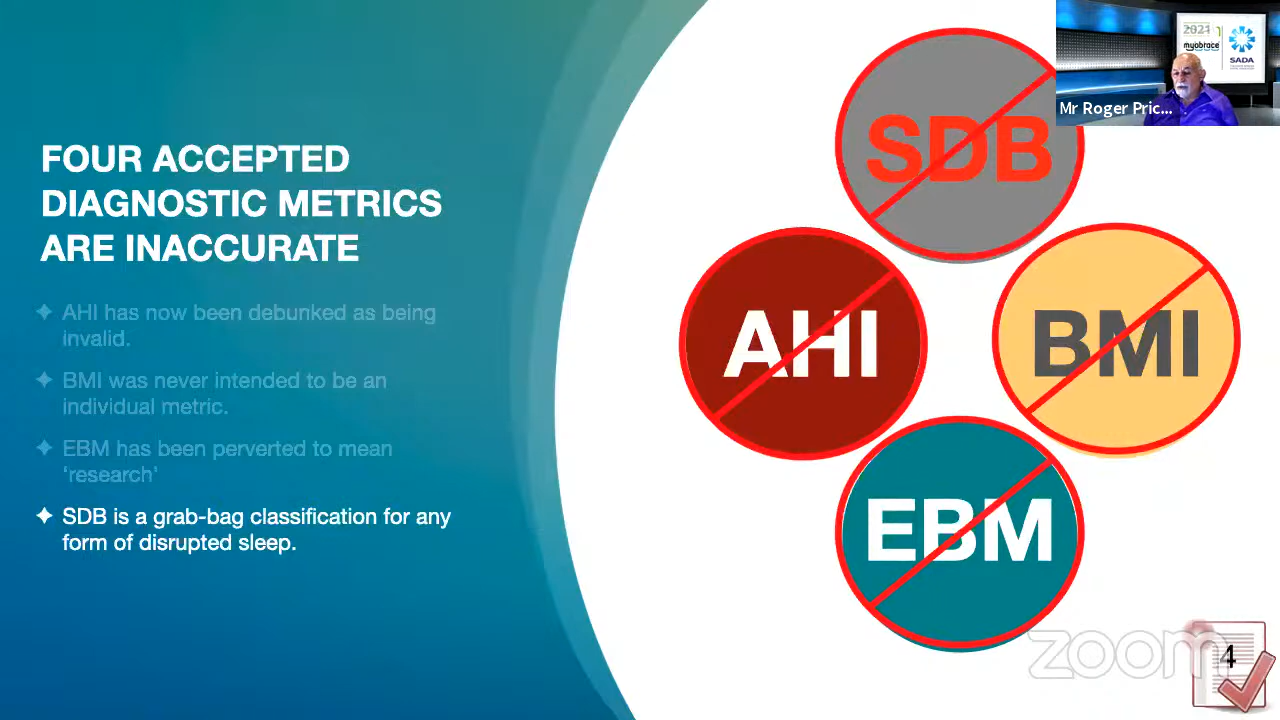 FOUR ACCEPTED
DIAGNOSTIC METRICS
ARE INACCURATE
AHI has now been debunked as being
invalid.
BMI was never intended to be an
individual metric.
EBM has been perverted to mean
‘research’
SDB is a grab-bag classification for any
form of disrupted sleep.
SDB
AHI
BMI
EBM
2021
myobrace
SADA
Mr Roger Pric...
zoom
4